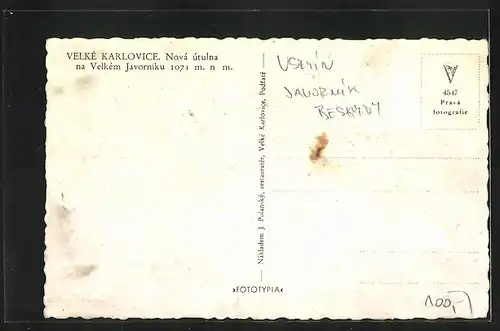 VELKÉ KARLOVICE. Nová útulna
na Velkém Javorníku 1071 m. n m.
Nákladem J. Polanský, restauratér, Velké Karlovice, Podťaté
»FOTOTYPIA«
VSETÍN
JAVORNÍK
BESKYDY
V
4547
Pravá
fotografie
100,-